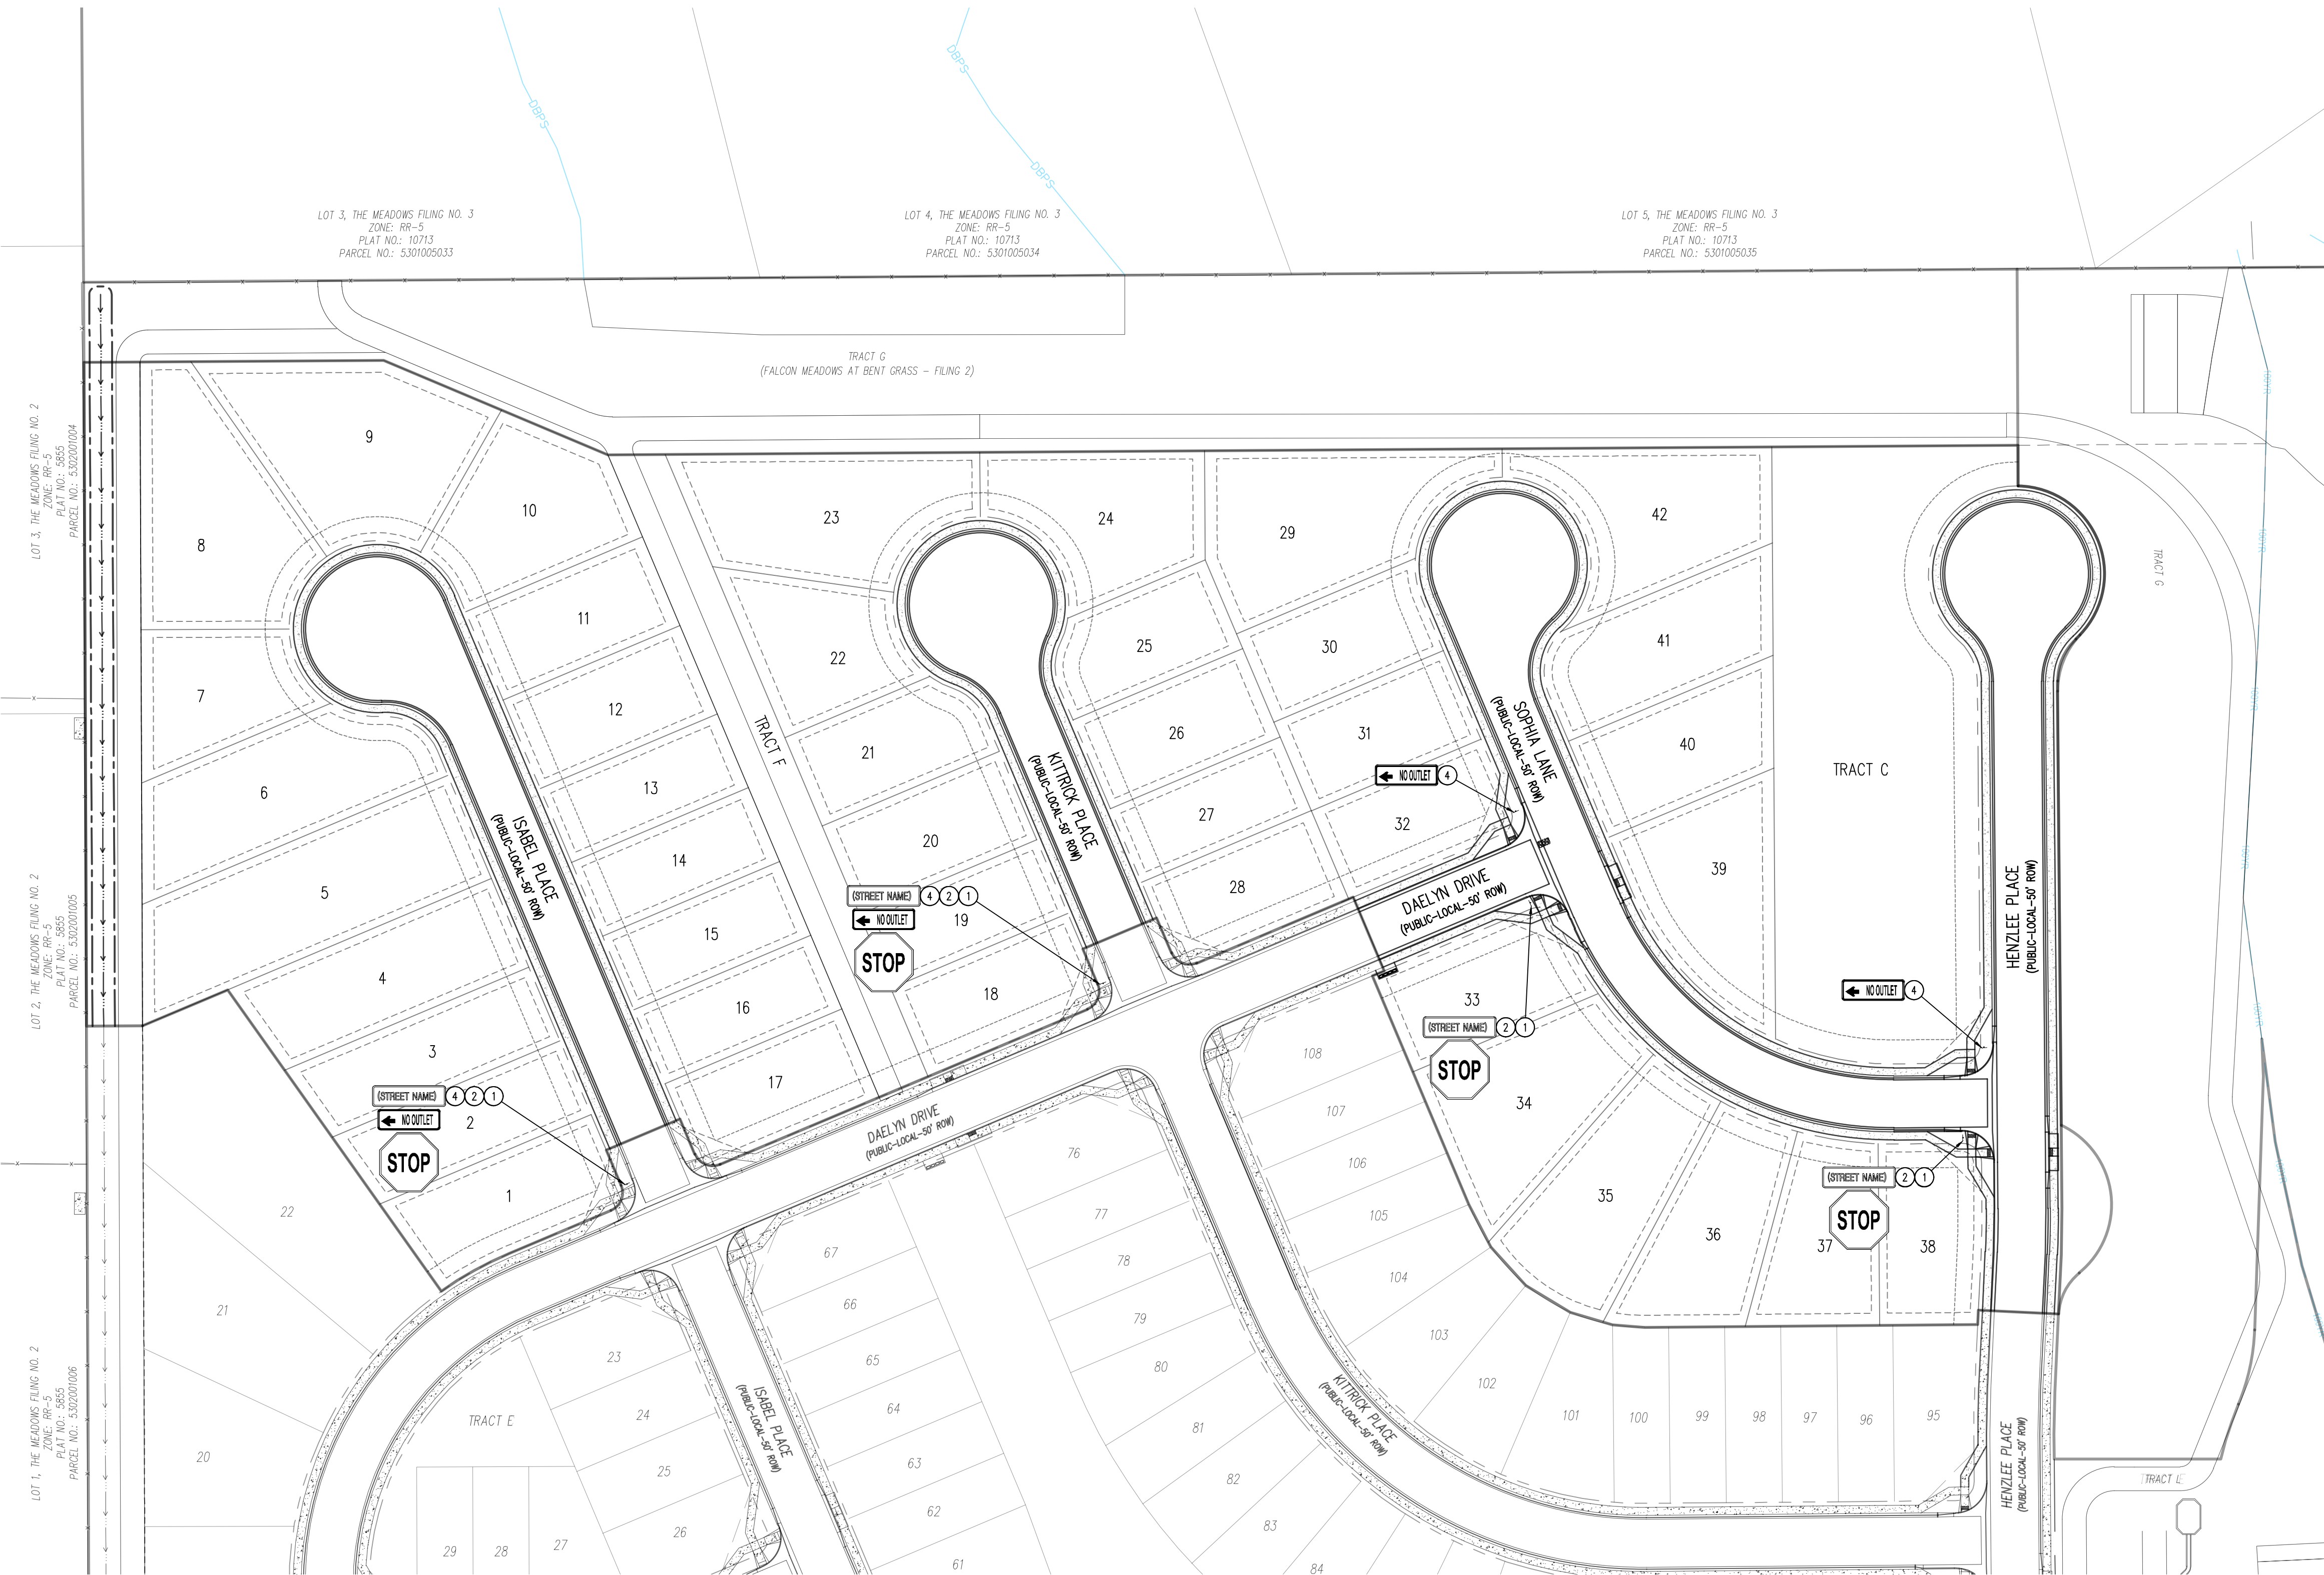 DBPS
DBPS
DBPS
LOT 3, THE MEADOWS FILING NO. 3
ZONE: RR-5
PLAT NO.: 10713
PARCEL NO.: 5301005033
LOT 4, THE MEADOWS FILING NO. 3
ZONE: RR-5
PLAT NO.: 10713
PARCEL NO.: 5301005034
LOT 5, THE MEADOWS FILING NO. 3
ZONE: RR-5
PLAT NO.: 10713
PARCEL NO.: 5301005035
TRACT G
(FALCON MEADOWS AT BENT GRASS - FILING 2)
LOT 3, THE MEADOWS FILING NO. 2
ZONE: RR-5
PLAT NO.: 5855
PARCEL NO.: 5302001004
LOT 2, THE MEADOWS FILING NO. 2
ZONE: RR-5
PLAT NO.: 5855
PARCEL NO.: 5302001005
LOT 1, THE MEADOWS FILING NO. 2
ZONE: RR-5
PLAT NO.: 5855
PARCEL NO.: 5302001006
9
8
10
7
11
6
12
5
13
4
14
3
15
2
16
1
17
ISABEL PLACE
(PUBLIC-LOCAL-50' ROW)
(STREET NAME) 4 2 1
← NO OUTLET
STOP
TRACT F
23
24
22
25
21
26
20
27
19
28
18
KITTRICK PLACE
(PUBLIC-LOCAL-50' ROW)
(STREET NAME) 4 2 1
← NO OUTLET
STOP
29
42
30
41
31
40
32
39
SOPHIA LANE
(PUBLIC-LOCAL-50' ROW)
← NO OUTLET 4
DAELYN DRIVE
(PUBLIC-LOCAL-50' ROW)
TRACT C
TRACT G
HENZLEE PLACE
(PUBLIC-LOCAL-50' ROW)
← NO OUTLET 4
33
(STREET NAME) 2 1
STOP
34
35
36
37
38
(STREET NAME) 2 1
STOP
DAELYN DRIVE
(PUBLIC-LOCAL-50' ROW)
22
21
20
TRACT E
23
24
25
26
27
28
29
ISABEL PLACE
(PUBLIC-LOCAL-50' ROW)
67
66
65
64
63
62
61
76
77
78
79
80
81
82
83
84
KITTRICK PLACE
(PUBLIC-LOCAL-50' ROW)
108
107
106
105
104
103
102
101
100
99
98
97
96
95
HENZLEE PLACE
(PUBLIC-LOCAL-50' ROW)